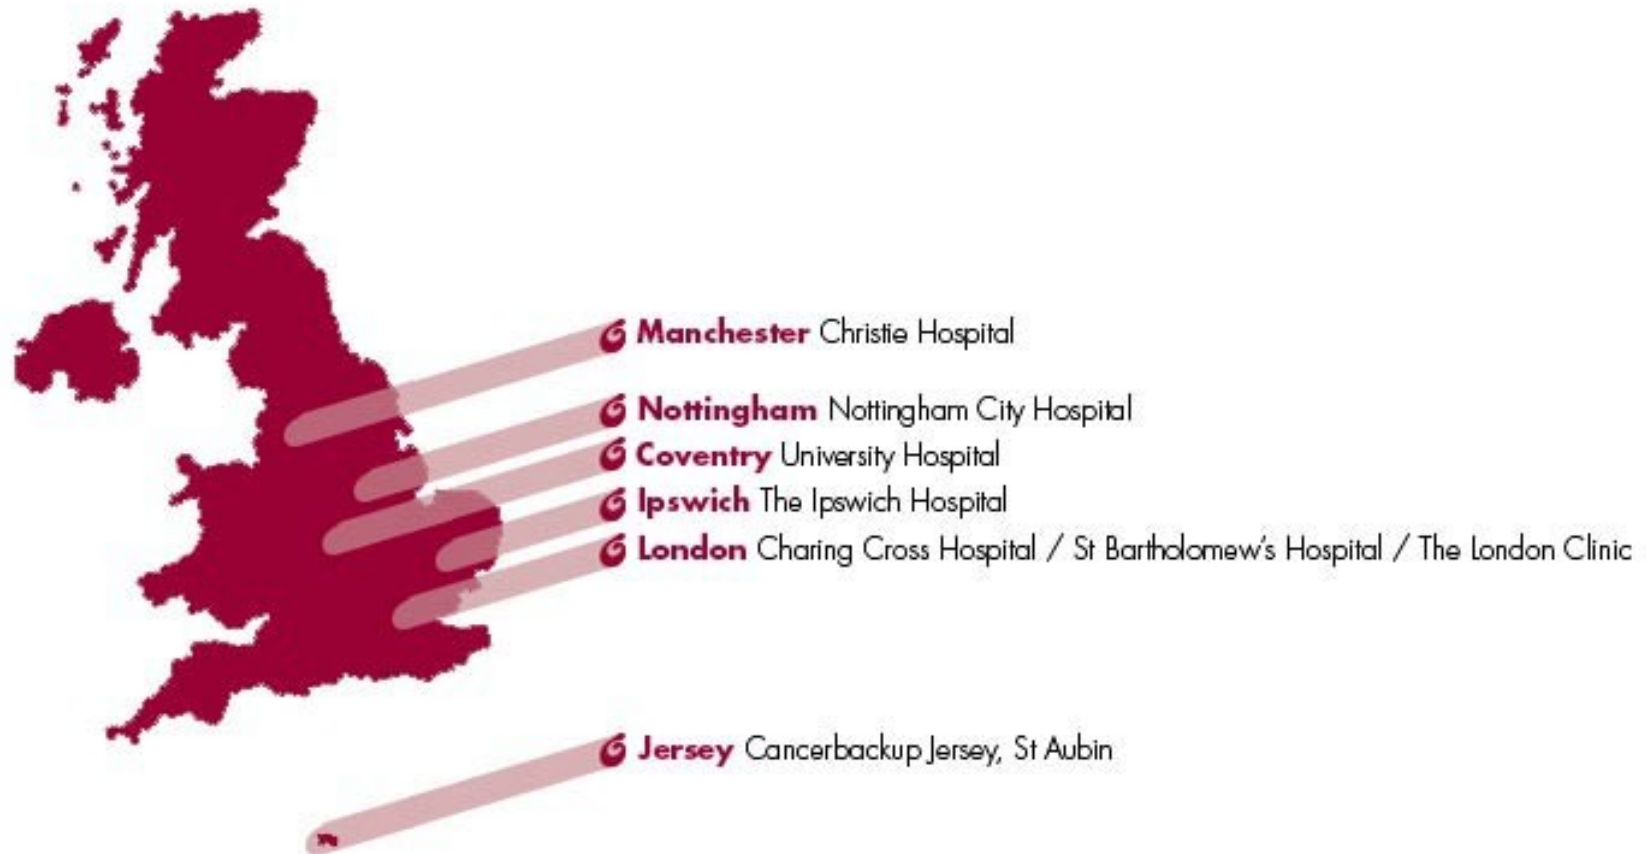 Manchester Christie Hospital
Nottingham Nottingham City Hospital
Coventry University Hospital
Ipswich The Ipswich Hospital
London Charing Cross Hospital / St Bartholomew's Hospital / The London Clinic
Jersey Cancerbackup Jersey, St Aubin